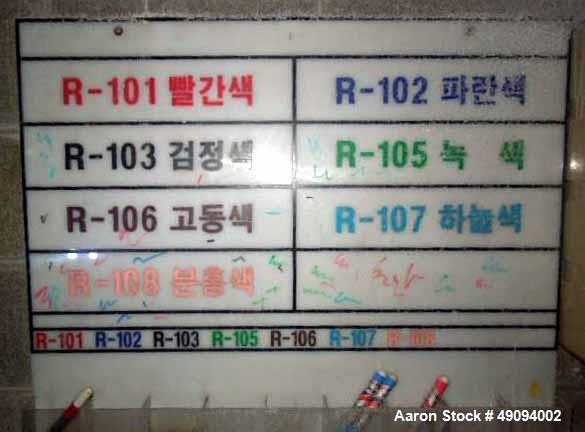 R-101 빨간색 R-102 파란색
R-103 검정색 R-105 녹 색
R-106 고동색 R-107 하늘색
R-108 분홍색
R-101 R-102 R-103 R-105 R-106 R-107 R-108
Aaron Stock # 49094002